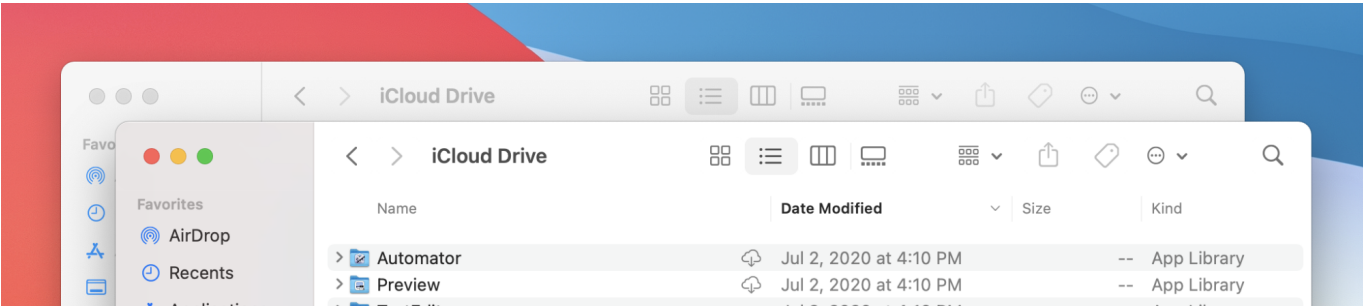 iCloud Drive
Favo
iCloud Drive
Favorites
Name Date Modified Size Kind
AirDrop
Automator Jul 2, 2020 at 4:10 PM -- App Library
Recents
Preview Jul 2, 2020 at 4:10 PM -- App Library